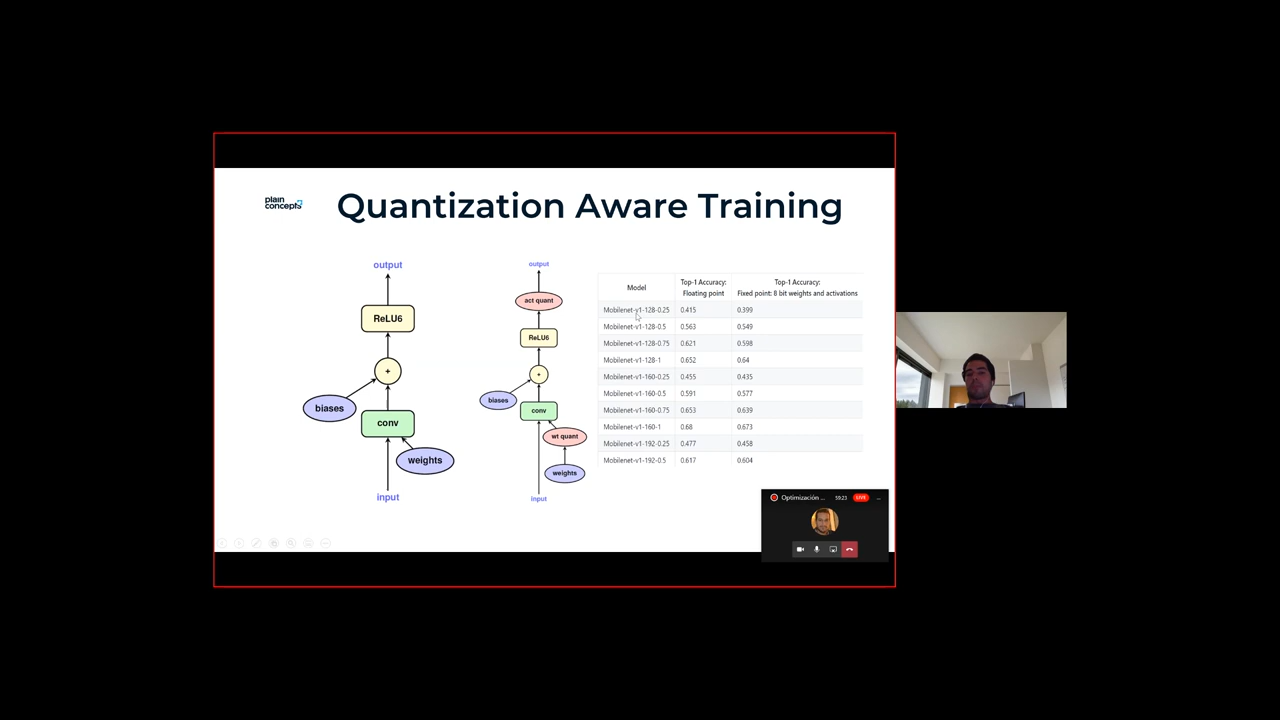 plain
concepts
Quantization Aware Training
output
ReLU6
+
biases
conv
weights
input
output
act quant
ReLU6
+
biases
conv
wt quant
weights
input
Model
Top-1 Accuracy:
Floating point
Top-1 Accuracy:
Fixed point: 8 bit weights and activations
Mobilenet-v1-128-0.25 0.415 0.399
Mobilenet-v1-128-0.5 0.563 0.549
Mobilenet-v1-128-0.75 0.621 0.598
Mobilenet-v1-128-1 0.652 0.64
Mobilenet-v1-160-0.25 0.455 0.435
Mobilenet-v1-160-0.5 0.591 0.577
Mobilenet-v1-160-0.75 0.653 0.639
Mobilenet-v1-160-1 0.68 0.673
Mobilenet-v1-192-0.25 0.477 0.458
Mobilenet-v1-192-0.5 0.617 0.604
Optimización ... 59:23 LIVE ...